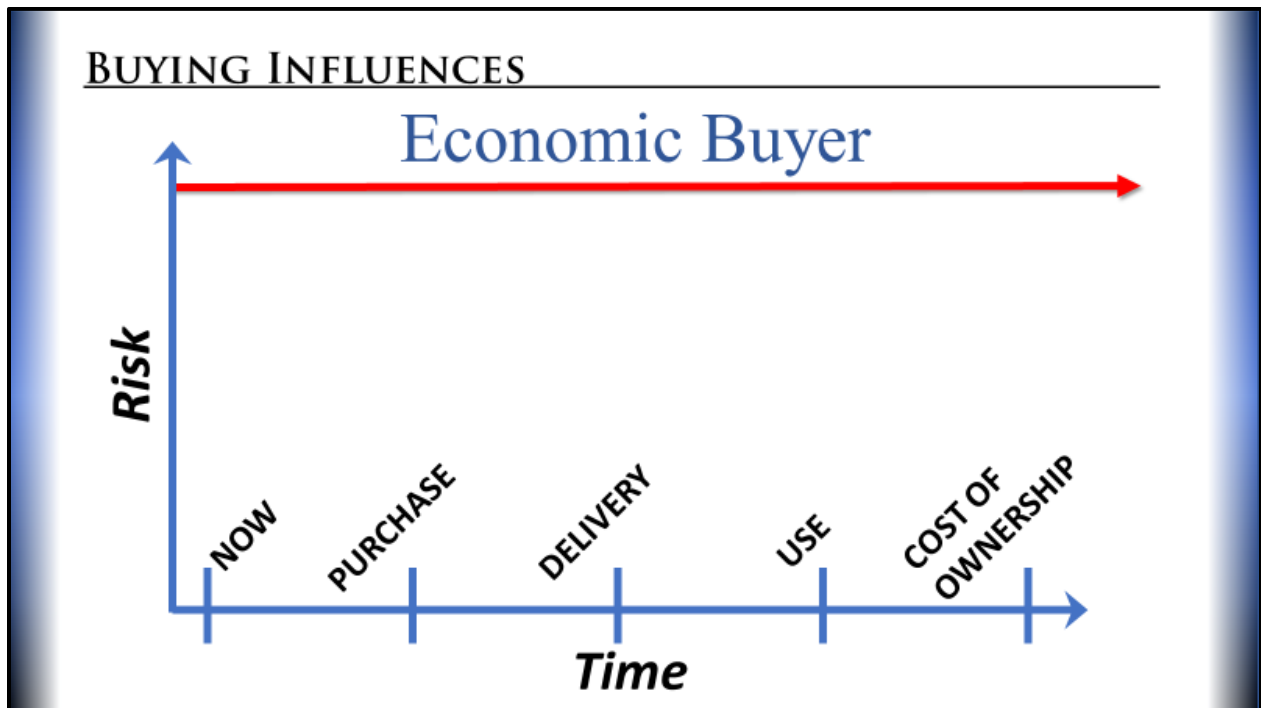 BUYING INFLUENCES
Economic Buyer
Risk
NOW
PURCHASE
DELIVERY
USE
COST OF
OWNERSHIP
Time